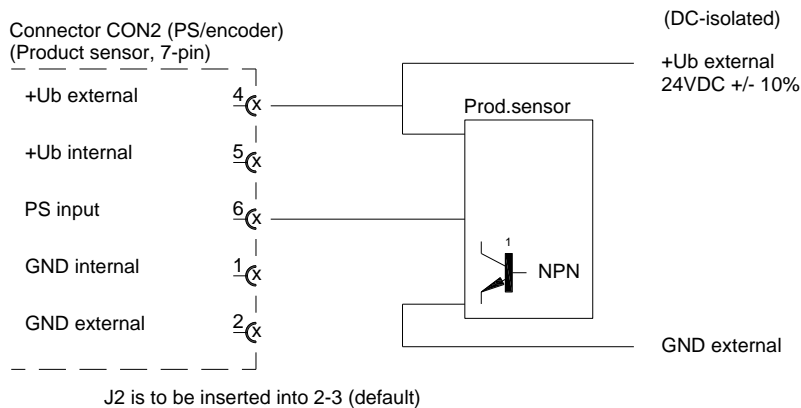 Connector CON2 (PS/encoder)
(Product sensor, 7-pin)
(DC-isolated)
+Ub external
24VDC +/- 10%
+Ub external
4
x
Prod.sensor
+Ub internal
5
x
PS input
6
x
1
NPN
GND internal
1
x
GND external
2
x
GND external
J2 is to be inserted into 2-3 (default)